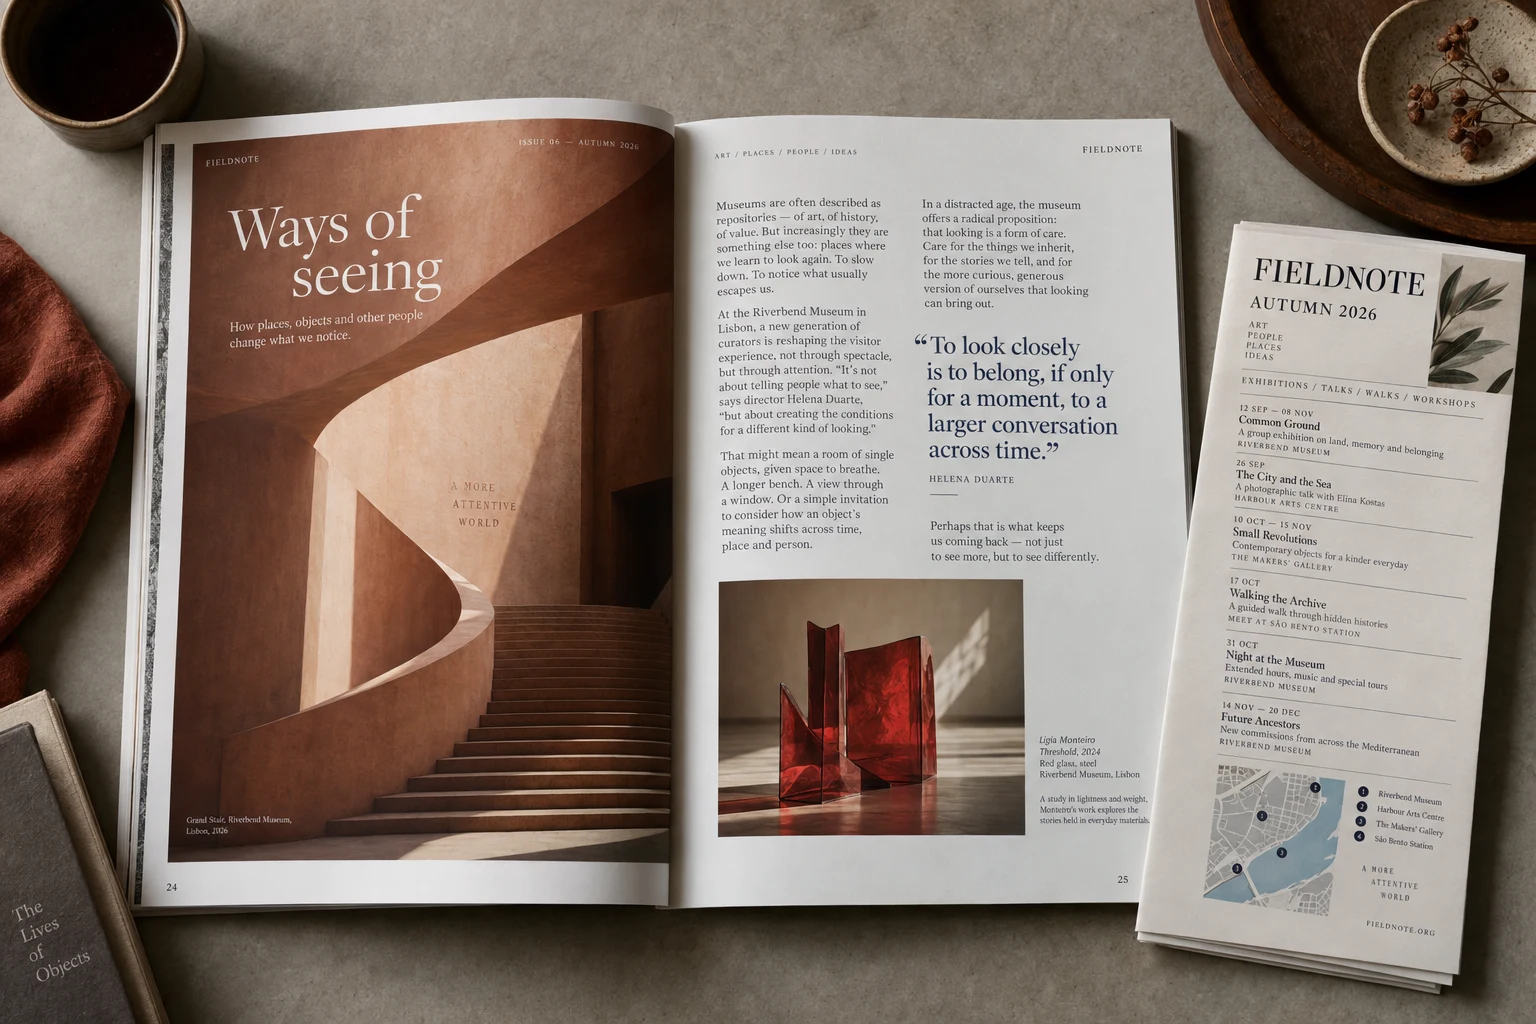 FIELDNOTE
ISSUE 06 — AUTUMN 2026
Ways of
seeing
How places, objects and other people
change what we notice.
A MORE
ATTENTIVE
WORLD
Grand Stair, Riverbend Museum,
Lisbon, 2026
24
ART / PLACES / PEOPLE / IDEAS
FIELDNOTE
Museums are often described as
repositories — of art, of history,
of value. But increasingly they are
something else too: places where
we learn to look again. To slow
down. To notice what usually
escapes us.
At the Riverbend Museum in
Lisbon, a new generation of
curators is reshaping the visitor
experience, not through spectacle,
but through attention. “It’s not
about telling people what to see,”
says director Helena Duarte,
“but about creating the conditions
for a different kind of looking.”
That might mean a room of single
objects, given space to breathe.
A longer bench. A view through
a window. Or a simple invitation
to consider how an object’s
meaning shifts across time,
place and person.
In a distracted age, the museum
offers a radical proposition:
that looking is a form of care.
Care for the things we inherit,
for the stories we tell, and for
the more curious, generous
version of ourselves that looking
can bring out.
“To look closely
is to belong, if only
for a moment, to a
larger conversation
across time.”
HELENA DUARTE
Perhaps that is what keeps
us coming back — not just
to see more, but to see differently.
Ligia Monteiro
Threshold, 2024
Red glass, steel
Riverbend Museum, Lisbon
A study in lightness and weight,
Monteiro’s work explores the
stories held in everyday materials.
25
FIELDNOTE
AUTUMN 2026
ART
PEOPLE
PLACES
IDEAS
EXHIBITIONS / TALKS / WALKS / WORKSHOPS
12 SEP — 08 NOV
Common Ground
A group exhibition on land, memory and belonging
RIVERBEND MUSEUM
26 SEP
The City and the Sea
A photographic talk with Elina Kostas
HARBOUR ARTS CENTRE
10 OCT — 15 NOV
Small Revolutions
Contemporary objects for a kinder everyday
THE MAKERS’ GALLERY
17 OCT
Walking the Archive
A guided walk through hidden histories
MEET AT SÃO BENTO STATION
31 OCT
Night at the Museum
Extended hours, music and special tours
RIVERBEND MUSEUM
14 NOV — 20 DEC
Future Ancestors
New commissions from across the Mediterranean
RIVERBEND MUSEUM
1 Riverbend Museum
2 Harbour Arts Centre
3 The Makers’ Gallery
4 São Bento Station
A MORE
ATTENTIVE
WORLD
FIELDNOTE.ORG
The
Lives
of
Objects